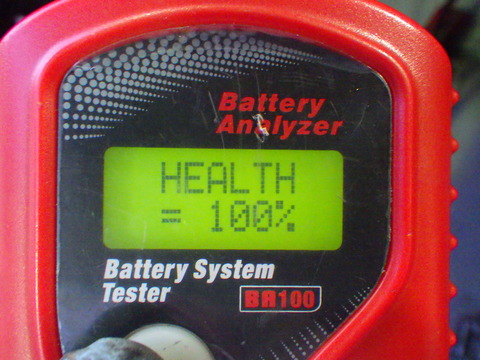 Battery
Analyzer
HEALTH
= 100%
Battery System
Tester
BA100